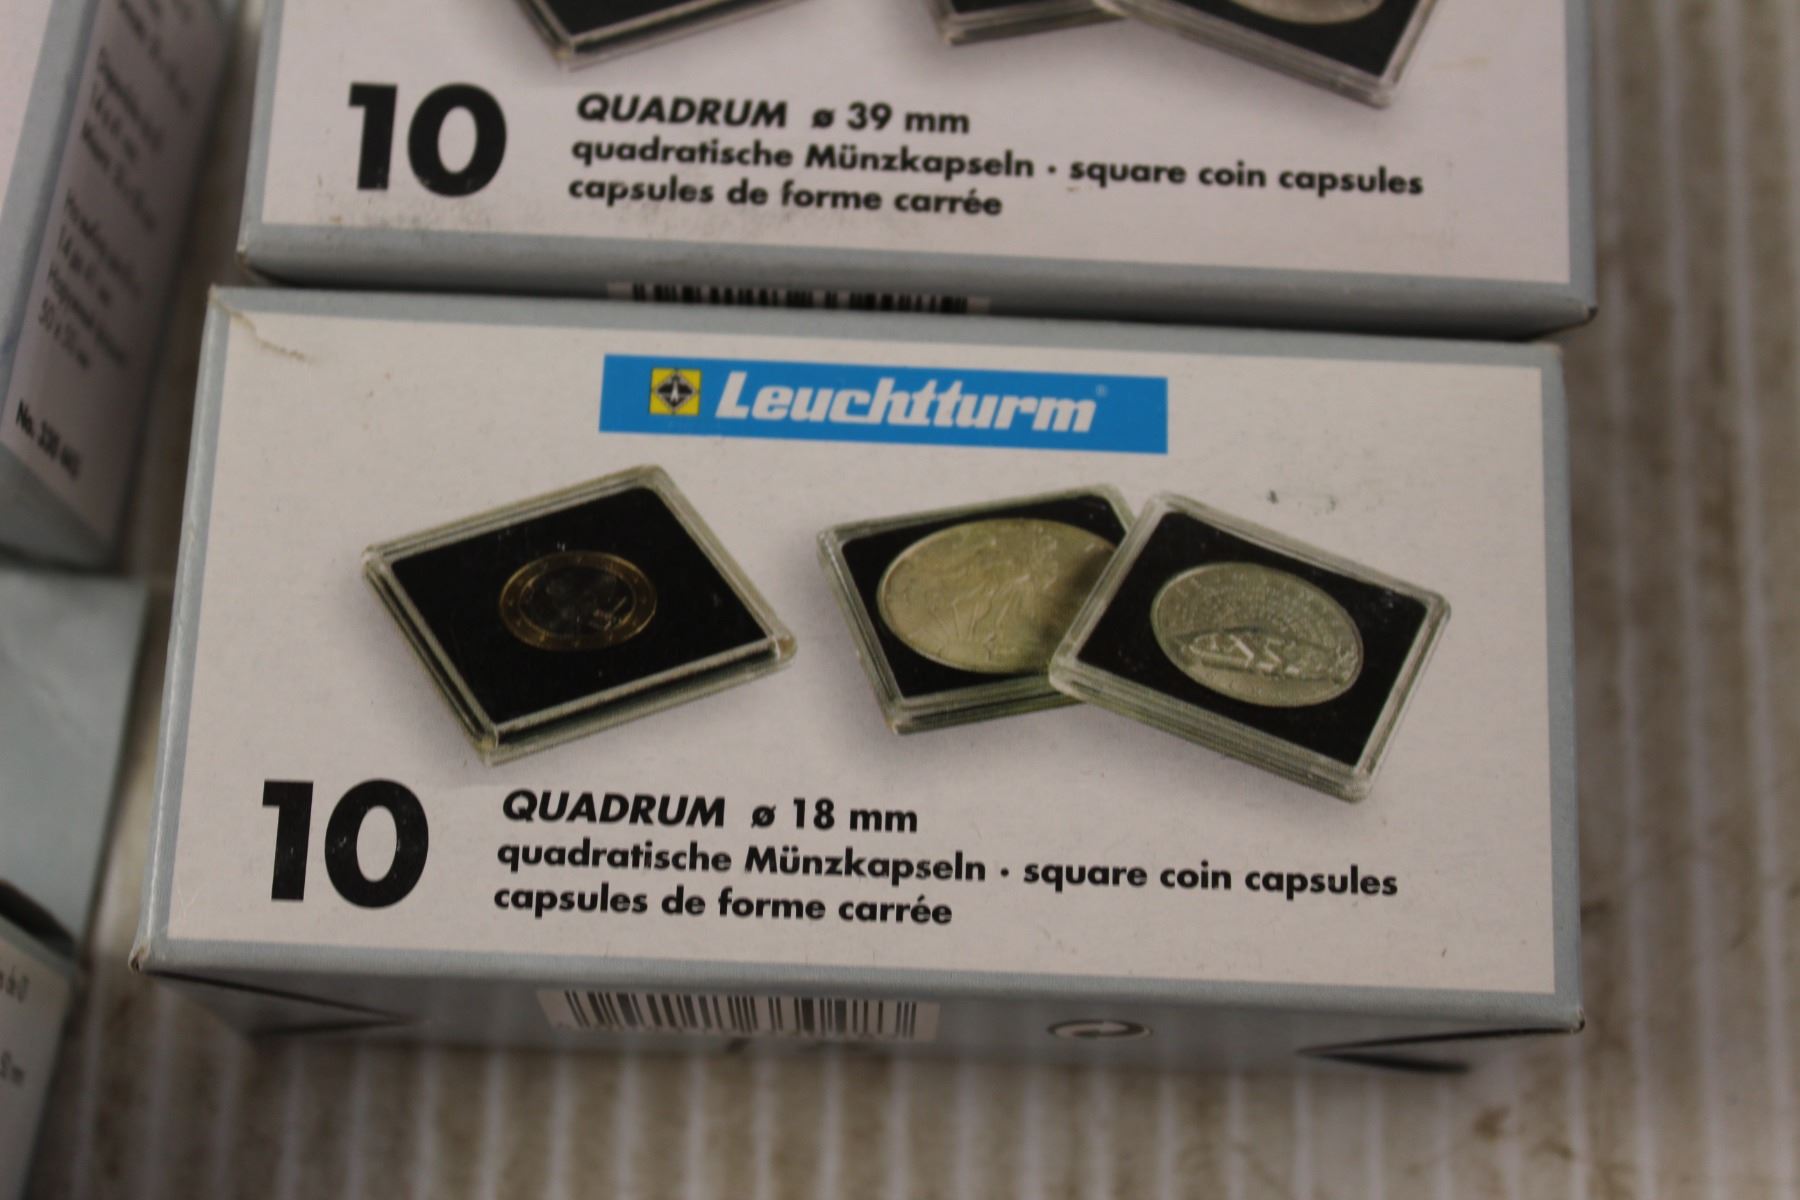 10
QUADRUM ø 39 mm
quadratische Münzkapseln · square coin capsules
capsules de forme carrée
Leuchtturm®
10
QUADRUM ø 18 mm
quadratische Münzkapseln · square coin capsules
capsules de forme carrée